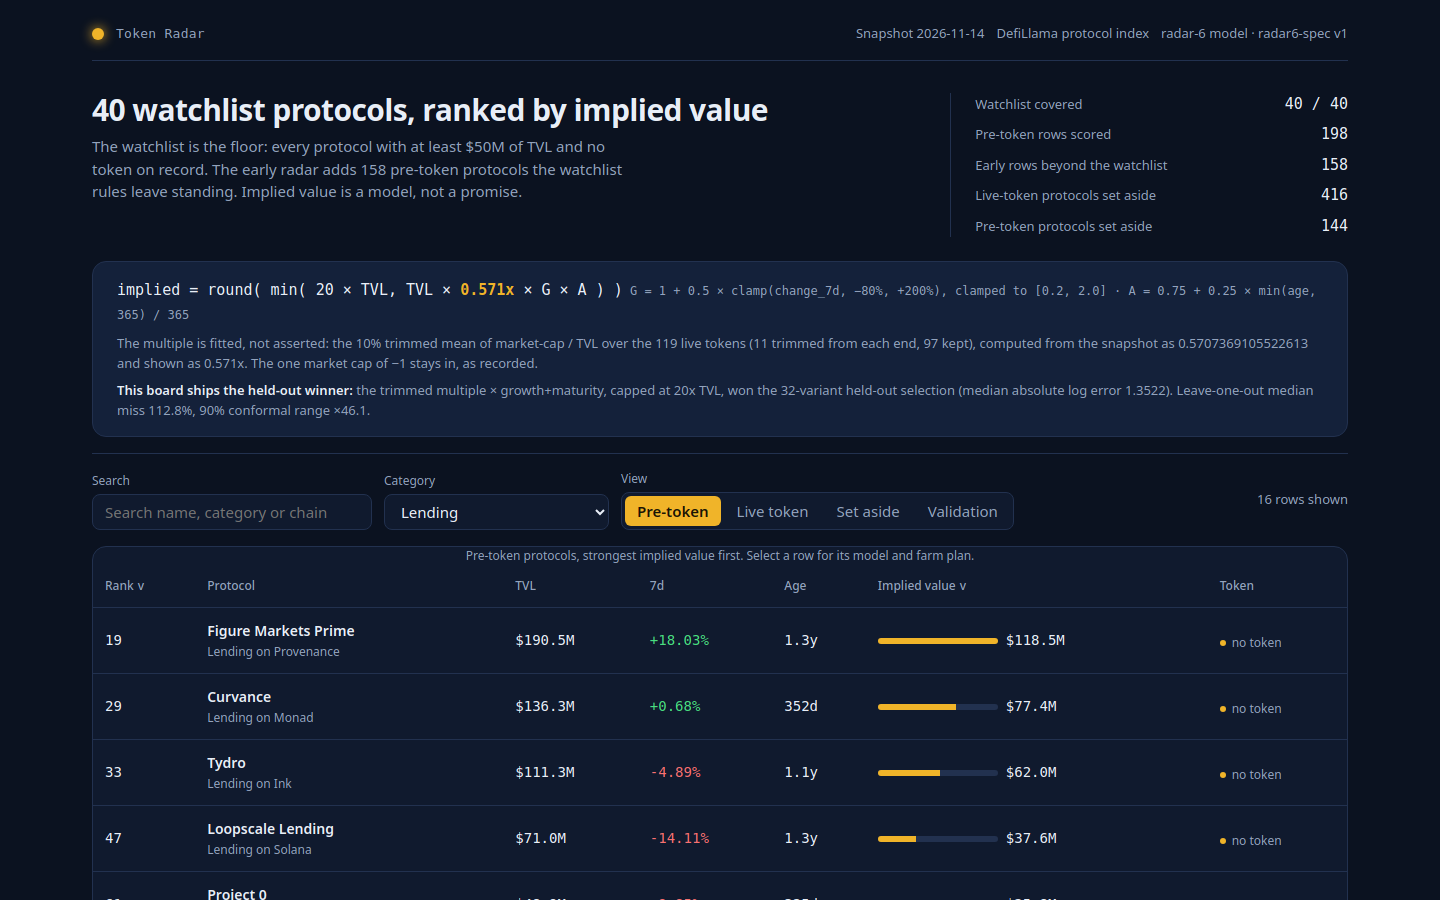 Token Radar
Snapshot 2026-11-14 DefiLlama protocol index radar-6 model · radar6-spec v1
40 watchlist protocols, ranked by implied value
The watchlist is the floor: every protocol with at least $50M of TVL and no
token on record. The early radar adds 158 pre-token protocols the watchlist
rules leave standing. Implied value is a model, not a promise.
Watchlist covered 40 / 40
Pre-token rows scored 198
Early rows beyond the watchlist 158
Live-token protocols set aside 416
Pre-token protocols set aside 144
implied = round( min( 20 × TVL, TVL × 0.571x × G × A ) ) G = 1 + 0.5 × clamp(change_7d, −80%, +200%), clamped to [0.2, 2.0] · A = 0.75 + 0.25 × min(age,
365) / 365
The multiple is fitted, not asserted: the 10% trimmed mean of market-cap / TVL over the 119 live tokens (11 trimmed from each end, 97 kept), computed from the snapshot as 0.5707369105522613
and shown as 0.571x. The one market cap of −1 stays in, as recorded.
This board ships the held-out winner: the trimmed multiple × growth+maturity, capped at 20x TVL, won the 32-variant held-out selection (median absolute log error 1.3522). Leave-one-out median
miss 112.8%, 90% conformal range ×46.1.
Search Category View
Search name, category or chain Lending Pre-token Live token Set aside Validation 16 rows shown
Pre-token protocols, strongest implied value first. Select a row for its model and farm plan.
Rank v Protocol TVL 7d Age Implied value v Token
19 Figure Markets Prime $190.5M +18.03% 1.3y $118.5M no token
Lending on Provenance
29 Curvance $136.3M +0.68% 352d $77.4M no token
Lending on Monad
33 Tydro $111.3M -4.89% 1.1y $62.0M no token
Lending on Ink
47 Loopscale Lending $71.0M -14.11% 1.3y $37.6M no token
Lending on Solana
Project 0